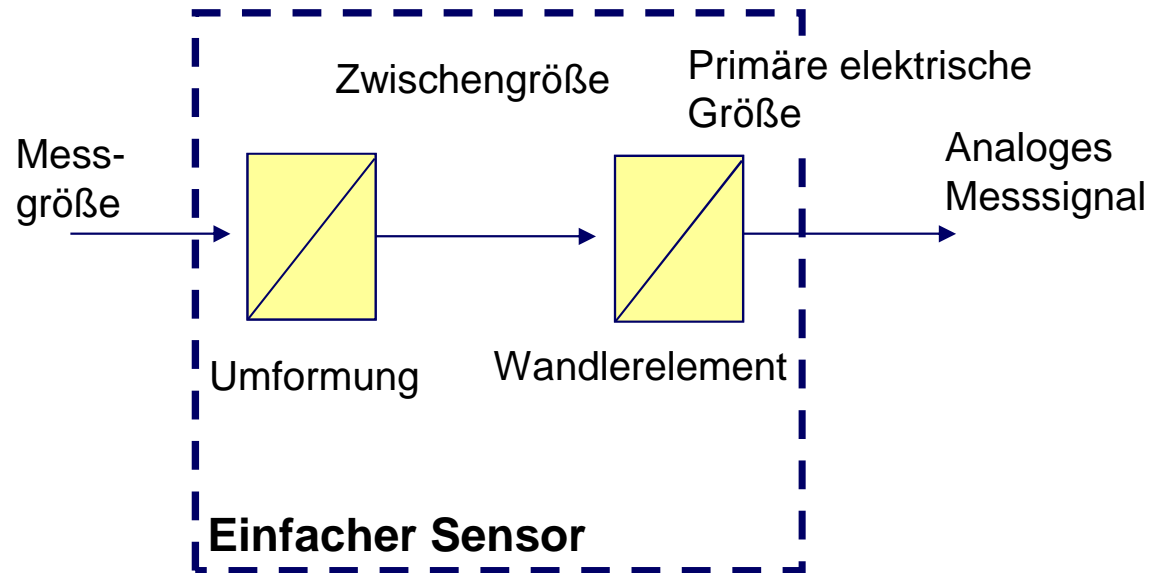 Zwischengröße
Primäre elektrische
Größe
Mess-
größe
Analoges
Messsignal
Umformung
Wandlerelement
Einfacher Sensor